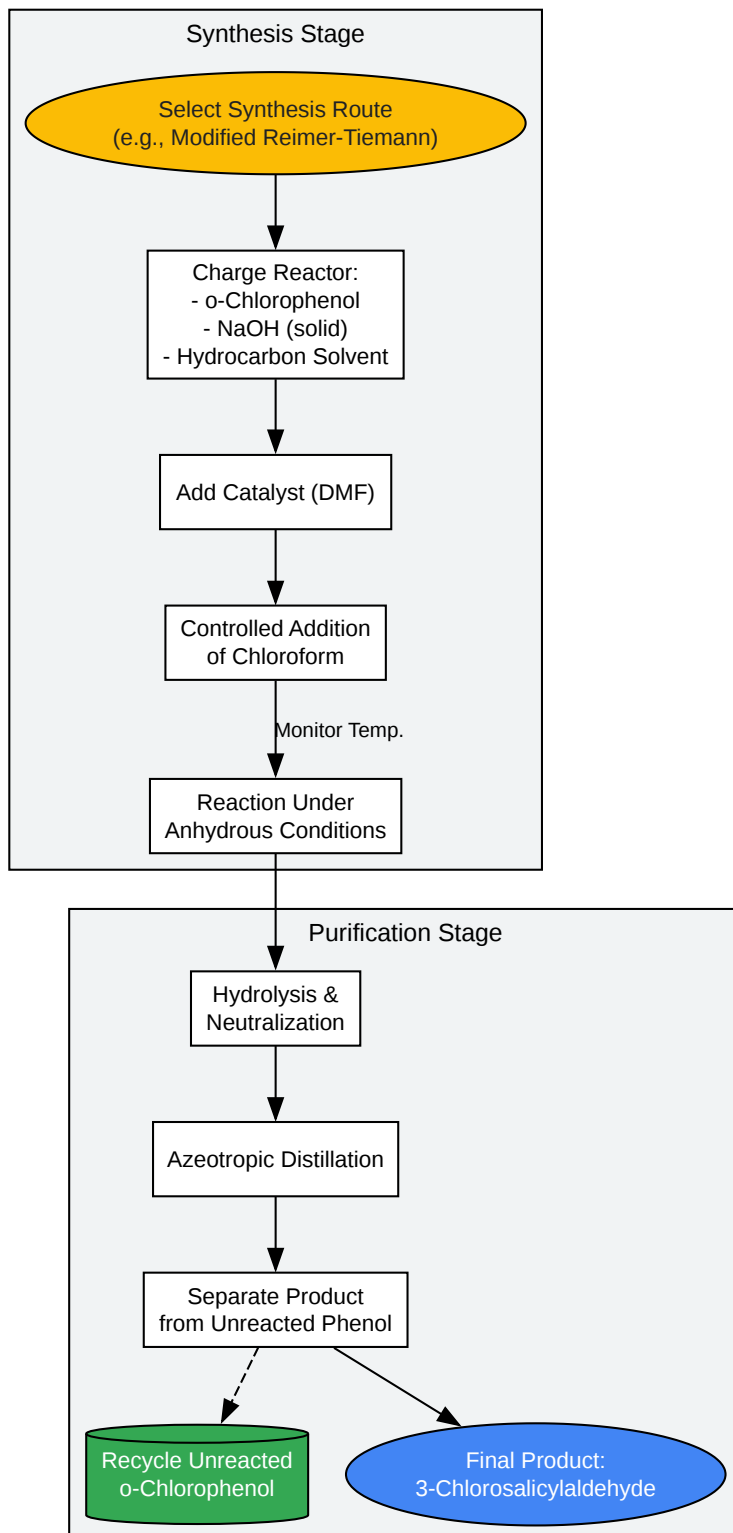 Synthesis Stage
Select Synthesis Route
(e.g., Modified Reimer-Tiemann)
Charge Reactor:
- o-Chlorophenol
- NaOH (solid)
- Hydrocarbon Solvent
Add Catalyst (DMF)
Controlled Addition
of Chloroform
Monitor Temp.
Reaction Under
Anhydrous Conditions
Purification Stage
Hydrolysis &
Neutralization
Azeotropic Distillation
Separate Product
from Unreacted Phenol
Recycle Unreacted
o-Chlorophenol
Final Product:
3-Chlorosalicylaldehyde